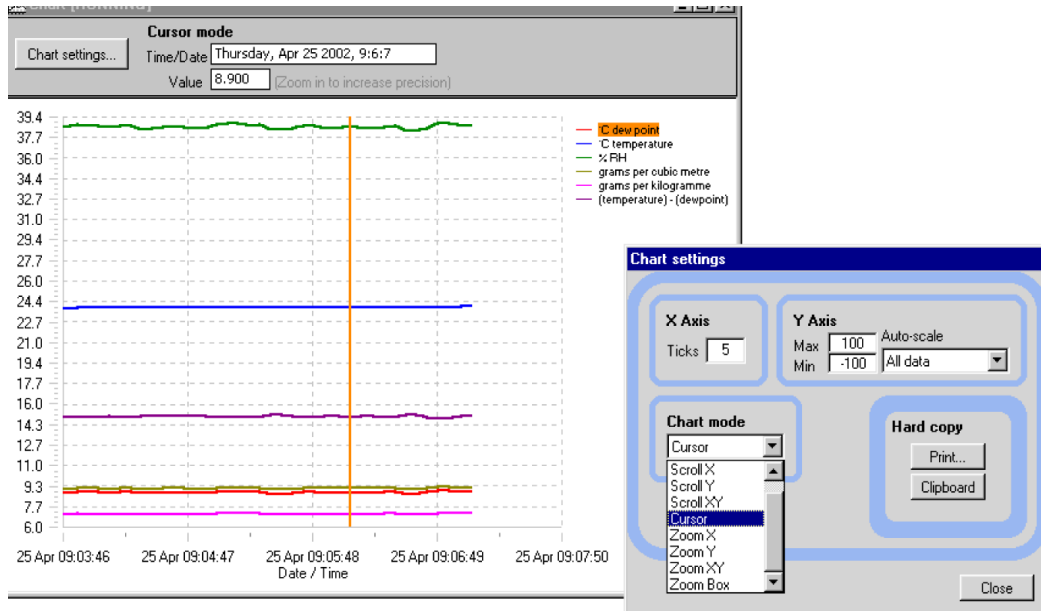 Chart [RUNNING]
Cursor mode
Chart settings...
Time/Date Thursday, Apr 25 2002, 9:6:7
Value 8.900 (Zoom in to increase precision)
39.4
37.7
36.0
34.4
32.7
31.0
29.4
27.7
26.0
24.4
22.7
21.0
19.4
17.7
16.0
14.3
12.7
11.0
9.3
7.7
6.0
25 Apr 09:03:46 25 Apr 09:04:47 25 Apr 09:05:48 25 Apr 09:06:49 25 Apr 09:07:50
Date / Time
°C dew point
°C temperature
% RH
grams per cubic metre
grams per kilogramme
(temperature) - (dewpoint)
Chart settings
X Axis
Ticks 5
Y Axis
Max 100
Min -100
Auto-scale
All data
Chart mode
Cursor
Scroll X
Scroll Y
Scroll XY
Cursor
Zoom X
Zoom Y
Zoom XY
Zoom Box
Hard copy
Print...
Clipboard
Close